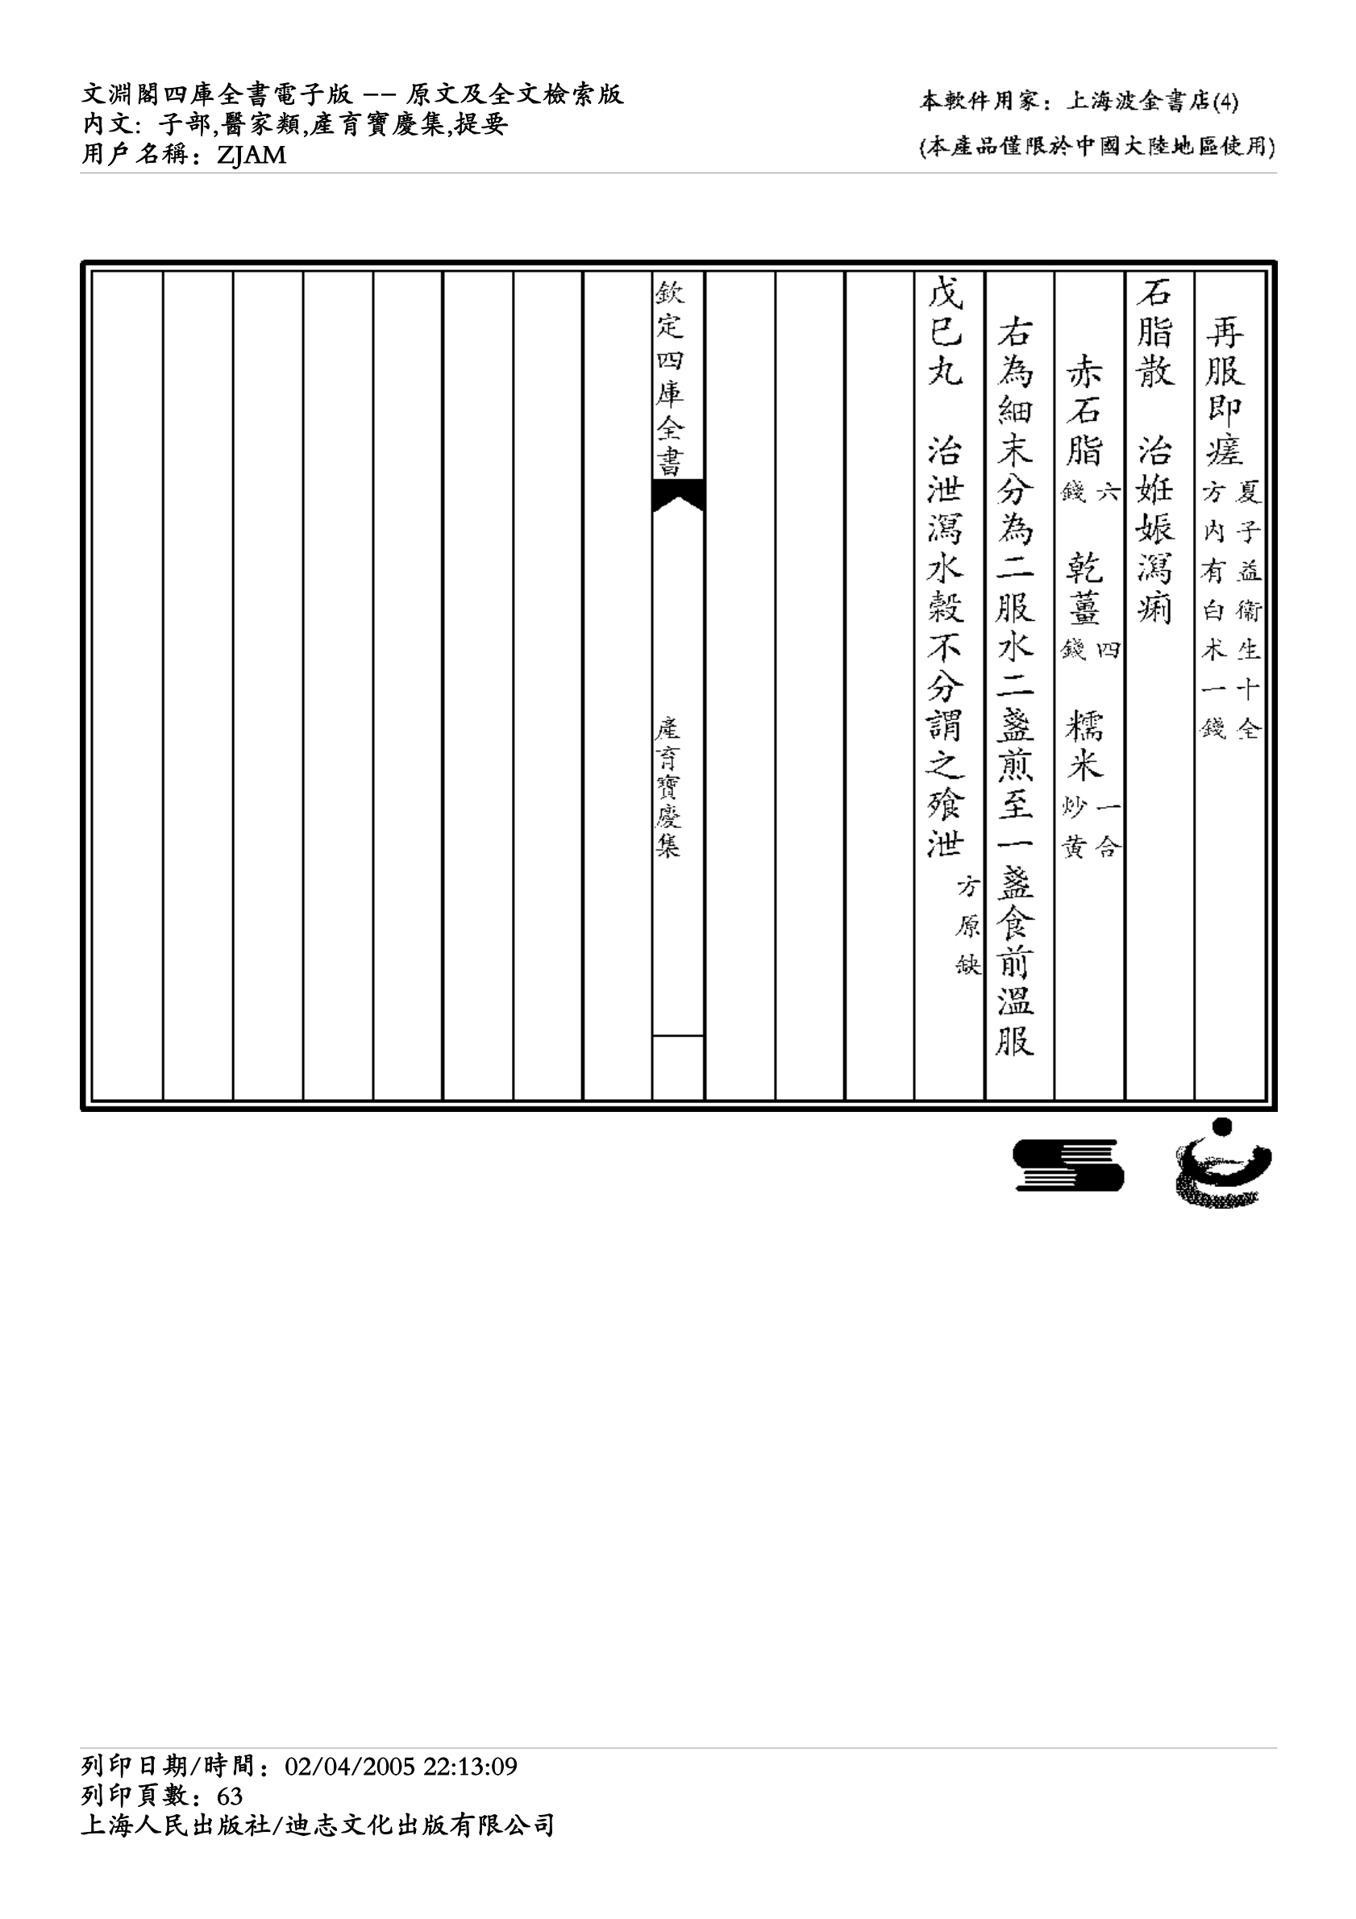 文淵閣四庫全書電子版 -- 原文及全文檢索版
内文：子部,醫家類,產育寶慶集,提要
用戶名稱：ZJAM
本軟件用家：上海波金書店(4)
(本產品僅限於中國大陸地區使用)
再服即瘥夏子益衞生十全方内有白术一錢
石脂散　治姙娠瀉痢
赤石脂六錢　乾薑四錢　糯米一合炒黄
右為細末分為二服水二盞煎至一盞食前溫服
戊巳丸　治泄瀉水穀不分謂之飱泄方原缺
欽定四庫全書
產育寶慶集
列印日期/時間：02/04/2005 22:13:09
列印頁數：63
上海人民出版社/迪志文化出版有限公司